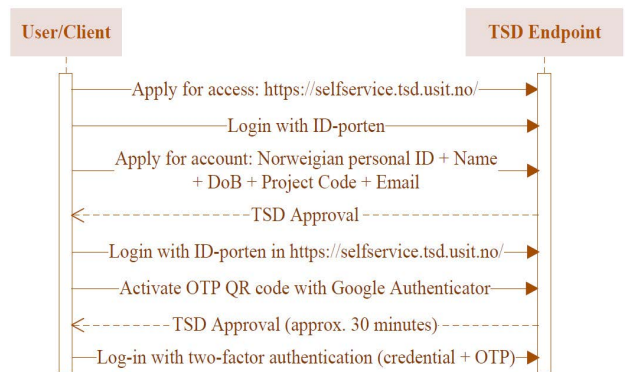 User/Client
TSD Endpoint
Apply for access: https://selfservice.tsd.usit.no/
Login with ID-porten
Apply for account: Norweigian personal ID + Name
+ DoB + Project Code + Email
TSD Approval
Login with ID-porten in https://selfservice.tsd.usit.no/
Activate OTP QR code with Google Authenticator
TSD Approval (approx. 30 minutes)
Log-in with two-factor authentication (credential + OTP)